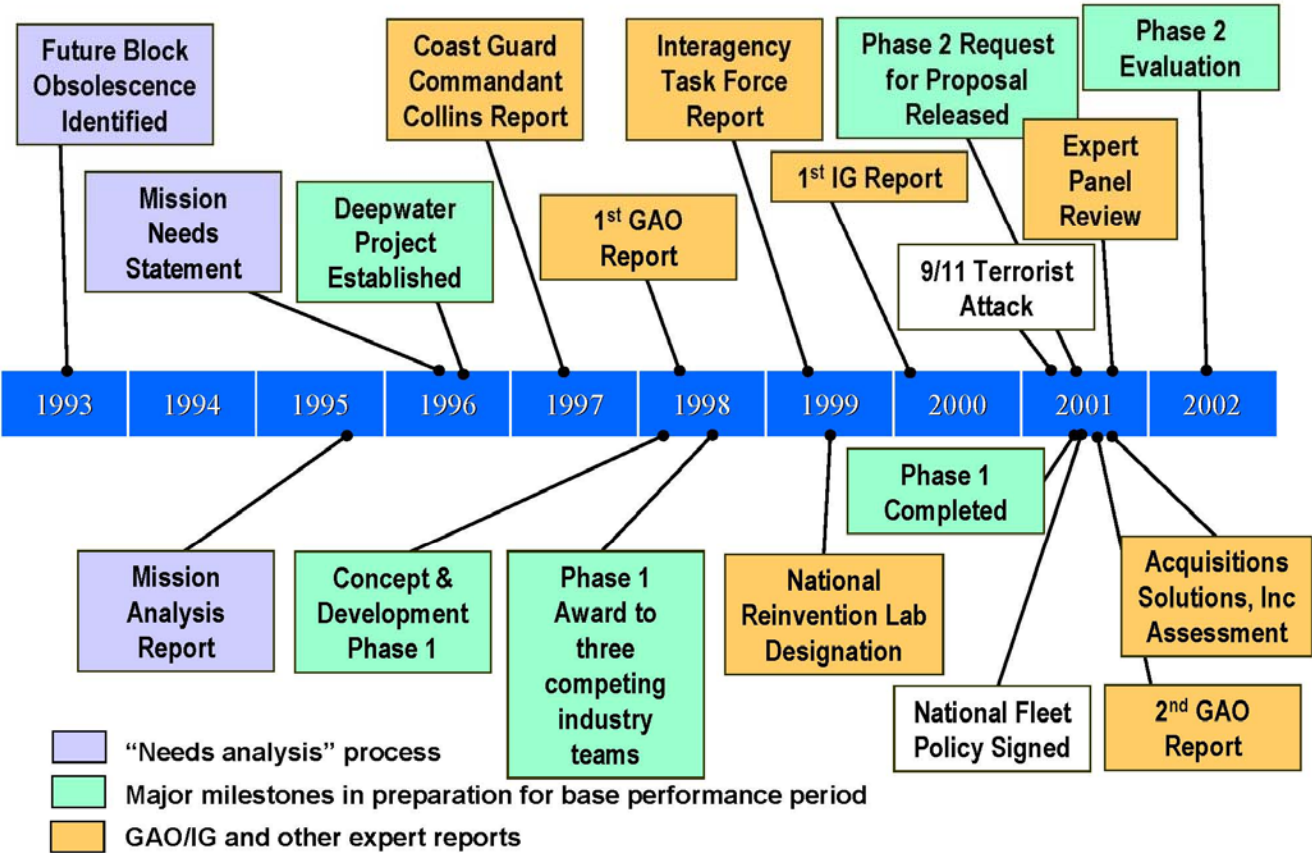 Future Block
Obsolescence
Identified
Mission
Needs
Statement
Deepwater
Project
Established
Coast Guard
Commandant
Collins Report
1st GAO
Report
Interagency
Task Force
Report
1st IG Report
Phase 2 Request
for Proposal
Released
9/11 Terrorist
Attack
Expert
Panel
Review
Phase 2
Evaluation
1993
1994
1995
1996
1997
1998
1999
2000
2001
2002
Mission
Analysis
Report
Concept &
Development
Phase 1
Phase 1
Award to
three
competing
industry
teams
National
Reinvention Lab
Designation
Phase 1
Completed
National Fleet
Policy Signed
Acquisitions
Solutions, Inc
Assessment
2nd GAO
Report
“Needs analysis” process
Major milestones in preparation for base performance period
GAO/IG and other expert reports